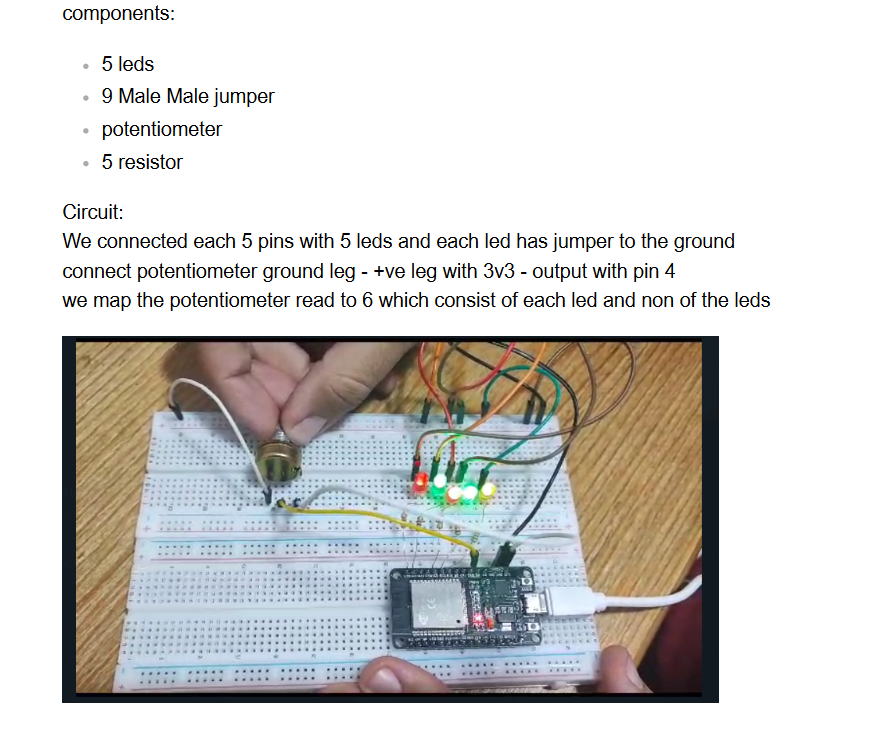 components:
5 leds
9 Male Male jumper
potentiometer
5 resistor
Circuit:
We connected each 5 pins with 5 leds and each led has jumper to the ground
connect potentiometer ground leg - +ve leg with 3v3 - output with pin 4
we map the potentiometer read to 6 which consist of each led and non of the leds